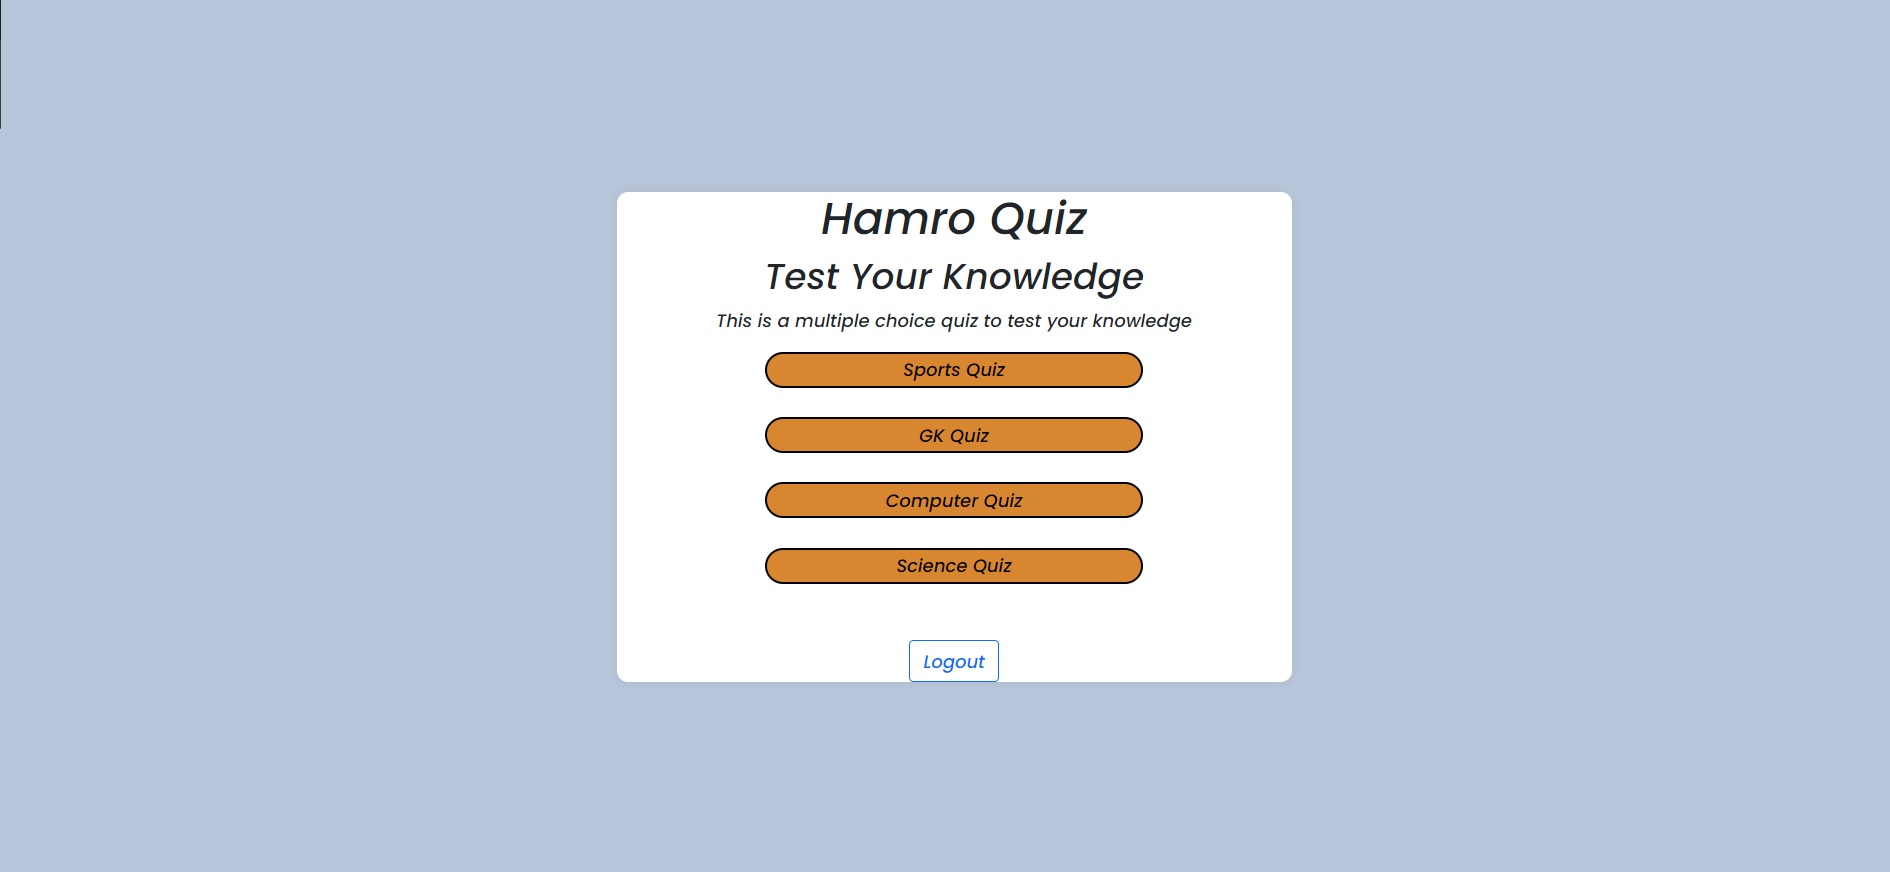 Hamro Quiz
Test Your Knowledge
This is a multiple choice quiz to test your knowledge
Sports Quiz
GK Quiz
Computer Quiz
Science Quiz
Logout